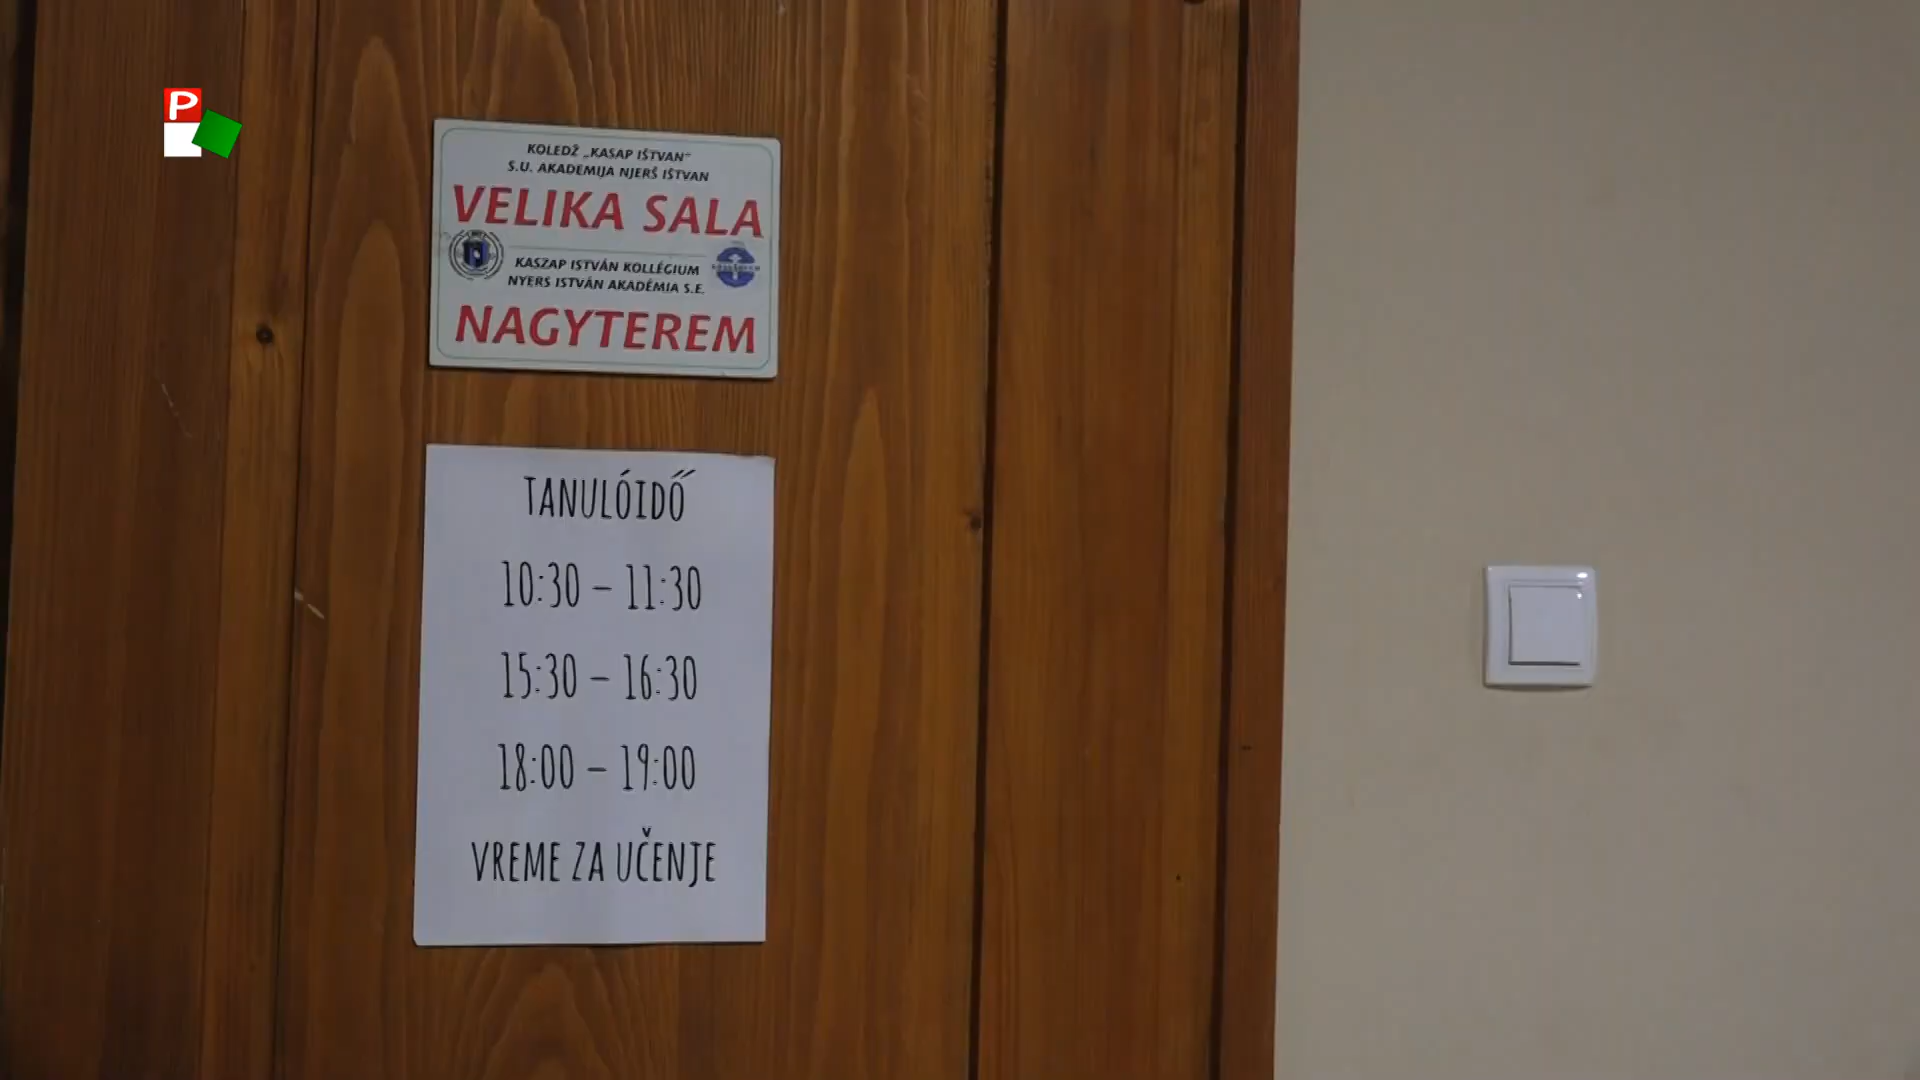 P
KOLEDŽ „KASAP IŠTVAN“
S.U. AKADEMIJA NJERŠ IŠTVAN
VELIKA SALA
KASZAP ISTVÁN KOLLÉGIUM
NYERS ISTVÁN AKADÉMIA S.E.
NAGYTEREM
TANULÓIDŐ
10:30 – 11:30
15:30 – 16:30
18:00 – 19:00
VREME ZA UČENJE